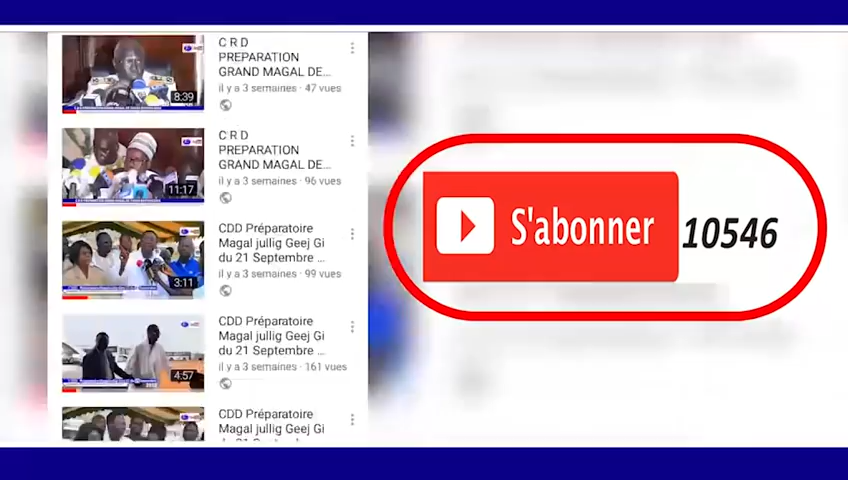 C R D
PREPARATION
GRAND MAGAL DE...
il y a 3 semaines · 47 vues
8:39
C R D
PREPARATION
GRAND MAGAL DE...
il y a 3 semaines · 96 vues
11:17
CDD Préparatoire
Magal jullig Geej Gi
du 21 Septembre ...
il y a 3 semaines · 99 vues
3:11
CDD Préparatoire
Magal jullig Geej Gi
du 21 Septembre ...
il y a 3 semaines · 161 vues
4:57
CDD Préparatoire
Magal jullig Geej Gi
S'abonner
10546